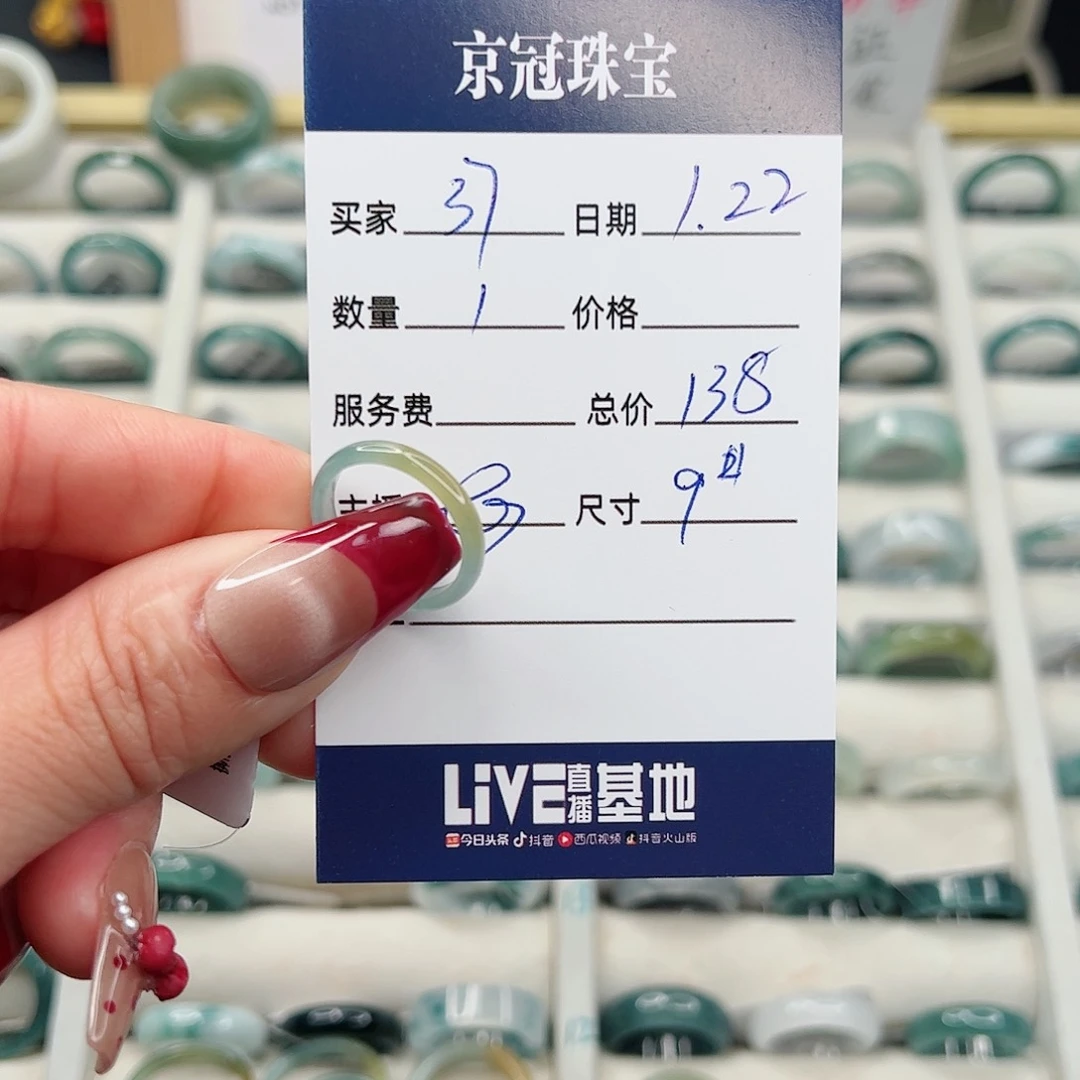 京冠珠宝
买家 37 日期 1.22
数量 1 价格
服务费 总价 138
主播 尺寸 9#
LiVE直播基地
今日头条 抖音 西瓜视频 抖音火山版